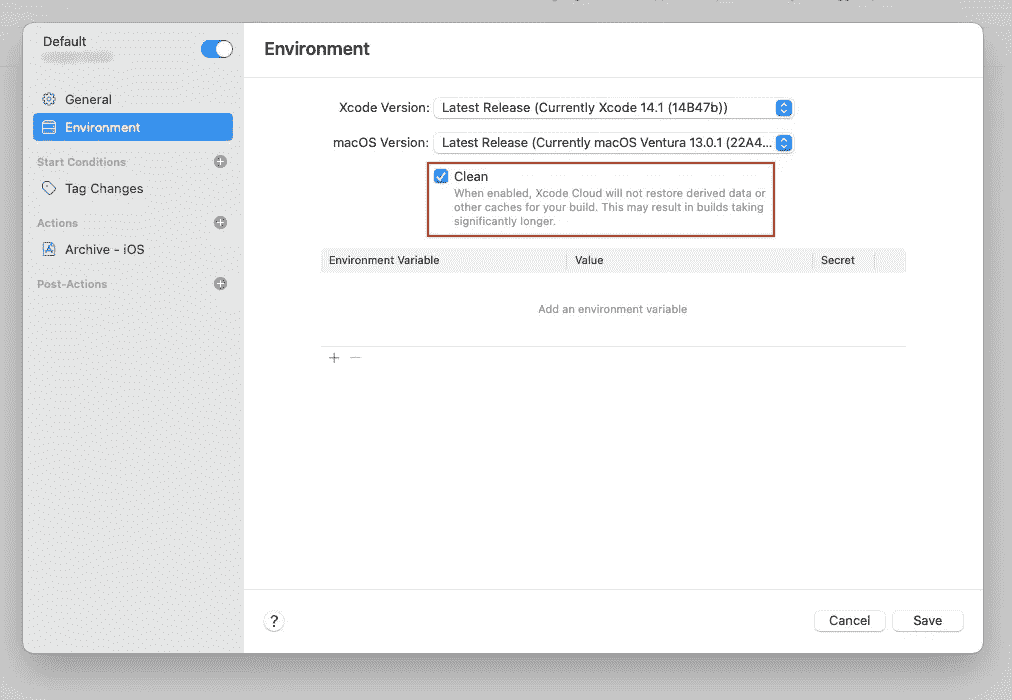 Default
Environment
General
Environment
Start Conditions
Tag Changes
Actions
Archive - iOS
Post-Actions
Xcode Version: Latest Release (Currently Xcode 14.1 (14B47b))
macOS Version: Latest Release (Currently macOS Ventura 13.0.1 (22A4...
Clean
When enabled, Xcode Cloud will not restore derived data or
other caches for your build. This may result in builds taking
significantly longer.
Environment Variable Value Secret
Add an environment variable
+ −
?
Cancel Save